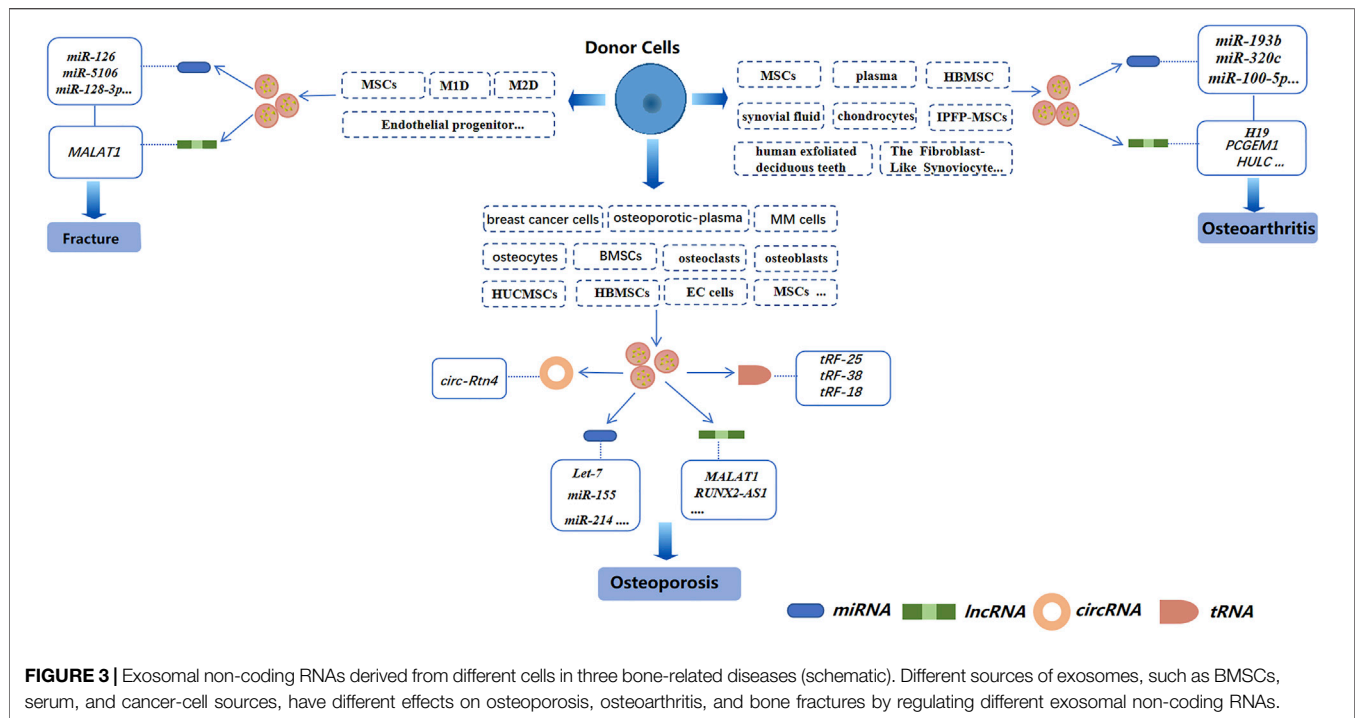 Donor Cells
miR-126
miR-5106
miR-128-3p...
MALAT1
Fracture
MSCs
M1D
M2D
Endothelial progenitor...
MSCs
plasma
HBMSC
synovial fluid
chondrocytes
IPFP-MSCs
human exfoliated
deciduous teeth
The Fibroblast-
Like Synoviocyte...
miR-193b
miR-320c
miR-100-5p...
H19
PCGEM1
HULC ...
Osteoarthritis
breast cancer cells
osteoporotic-plasma
MM cells
osteocytes
BMSCs
osteoclasts
osteoblasts
HUCMSCs
HBMSCs
EC cells
MSCs ...
circ-Rtn4
tRF-25
tRF-38
tRF-18
Let-7
miR-155
miR-214 ....
MALAT1
RUNX2-AS1
....
Osteoporosis
miRNA
lncRNA
circRNA
tRNA
FIGURE 3 | Exosomal non-coding RNAs derived from different cells in three bone-related diseases (schematic). Different sources of exosomes, such as BMSCs,
serum, and cancer-cell sources, have different effects on osteoporosis, osteoarthritis, and bone fractures by regulating different exosomal non-coding RNAs.